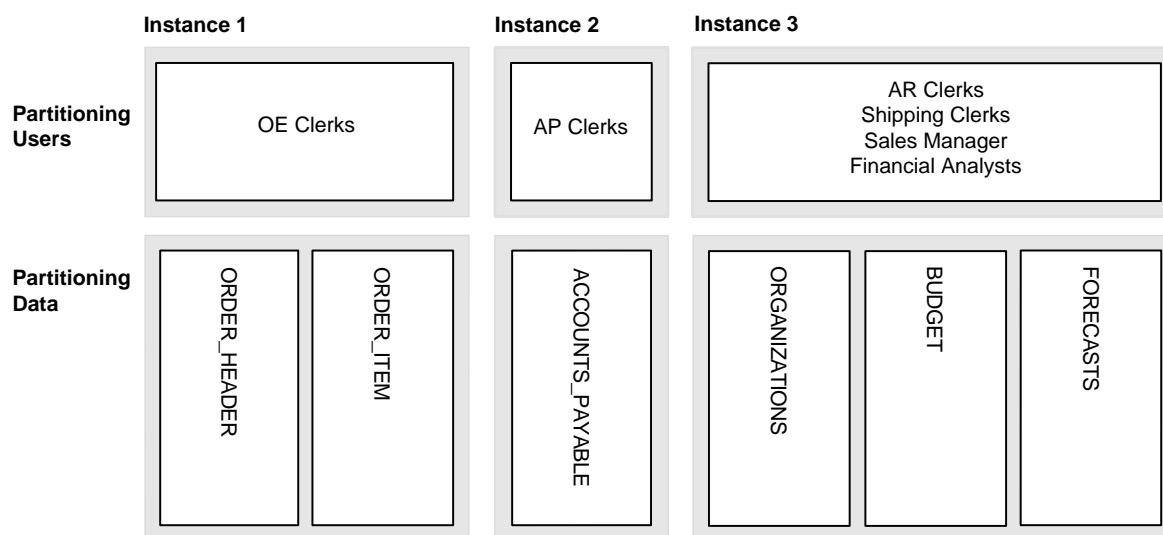 Instance 1
Instance 2
Instance 3
Partitioning
Users
OE Clerks
AP Clerks
AR Clerks
Shipping Clerks
Sales Manager
Financial Analysts
Partitioning
Data
ORDER_HEADER
ORDER_ITEM
ACCOUNTS_PAYABLE
ORGANIZATIONS
BUDGET
FORECASTS